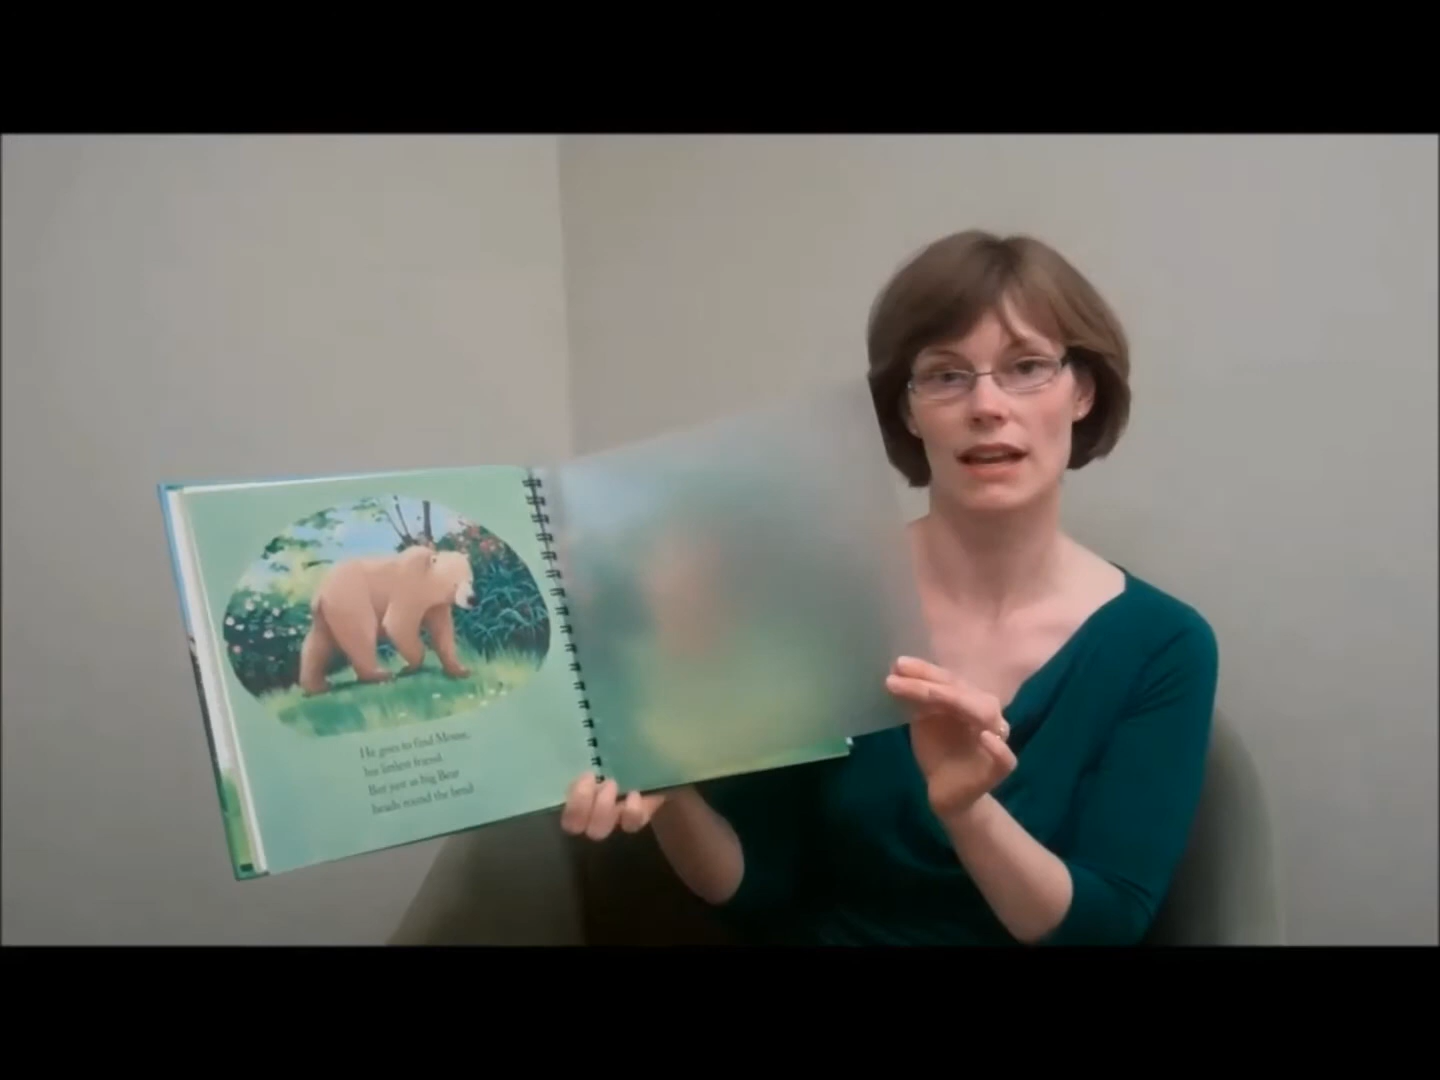 He goes to find Mouse,
his littlest friend.
But just as big Bear
heads round the bend